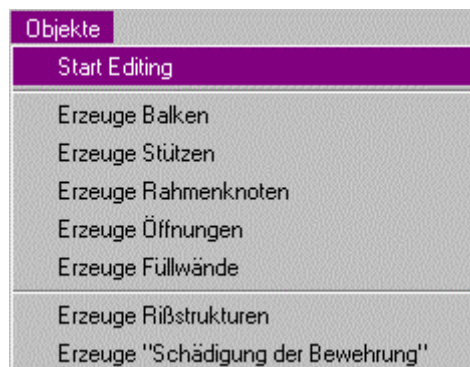 Objekte
Start Editing
Erzeuge Balken
Erzeuge Stützen
Erzeuge Rahmenknoten
Erzeuge Öffnungen
Erzeuge Füllwände
Erzeuge Rißstrukturen
Erzeuge "Schädigung der Bewehrung"